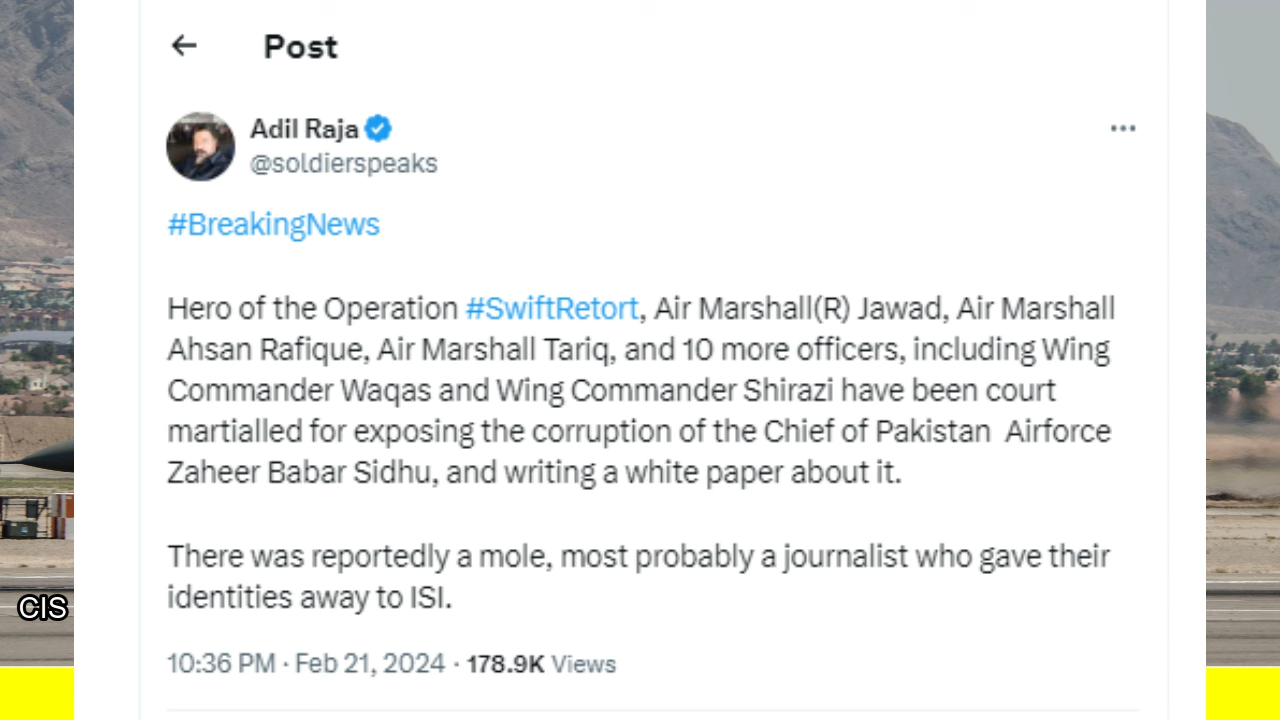 Post
Adil Raja
@soldierspeaks
#BreakingNews
Hero of the Operation #SwiftRetort, Air Marshall(R) Jawad, Air Marshall
Ahsan Rafique, Air Marshall Tariq, and 10 more officers, including Wing
Commander Waqas and Wing Commander Shirazi have been court
martialled for exposing the corruption of the Chief of Pakistan  Airforce
Zaheer Babar Sidhu, and writing a white paper about it.
There was reportedly a mole, most probably a journalist who gave their
identities away to ISI.
CIS
10:36 PM · Feb 21, 2024 · 178.9K Views